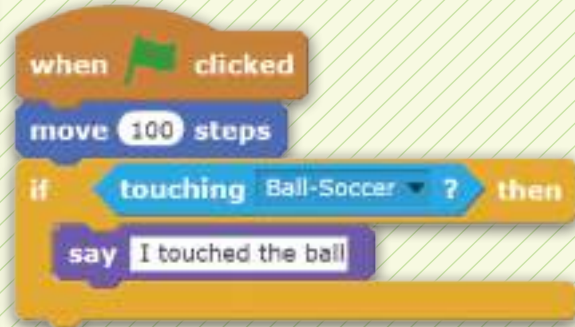 when clicked
move 100 steps
if touching Ball-Soccer ? then
say I touched the ball